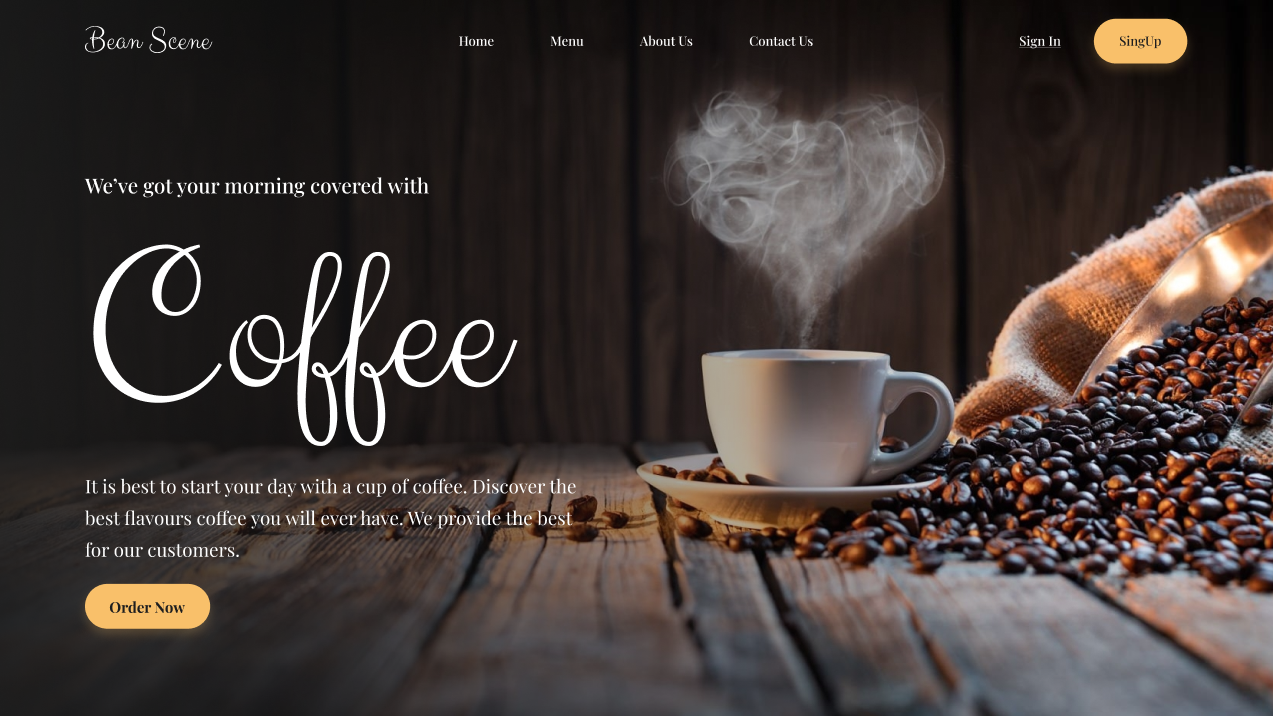 Bean Scene
Home
Menu
About Us
Contact Us
Sign In
SingUp
We’ve got your morning covered with
Coffee
It is best to start your day with a cup of coffee. Discover the
best flavours coffee you will ever have. We provide the best
for our customers.
Order Now